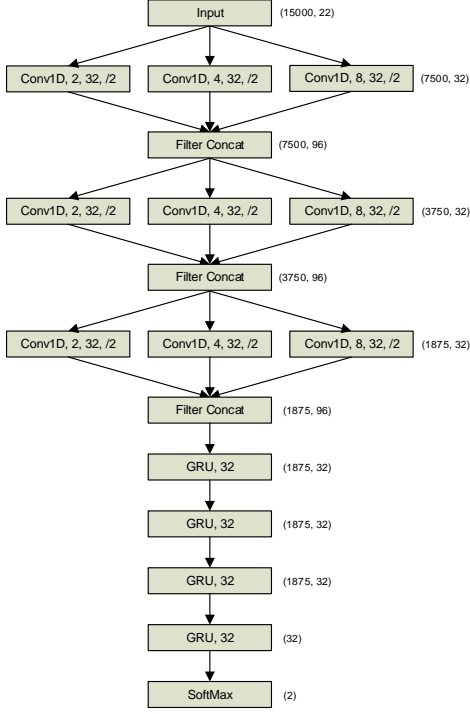 Input (15000, 22)
Conv1D, 2, 32, /2 Conv1D, 4, 32, /2 Conv1D, 8, 32, /2 (7500, 32)
Filter Concat (7500, 96)
Conv1D, 2, 32, /2 Conv1D, 4, 32, /2 Conv1D, 8, 32, /2 (3750, 32)
Filter Concat (3750, 96)
Conv1D, 2, 32, /2 Conv1D, 4, 32, /2 Conv1D, 8, 32, /2 (1875, 32)
Filter Concat (1875, 96)
GRU, 32 (1875, 32)
GRU, 32 (1875, 32)
GRU, 32 (1875, 32)
GRU, 32 (32)
SoftMax (2)